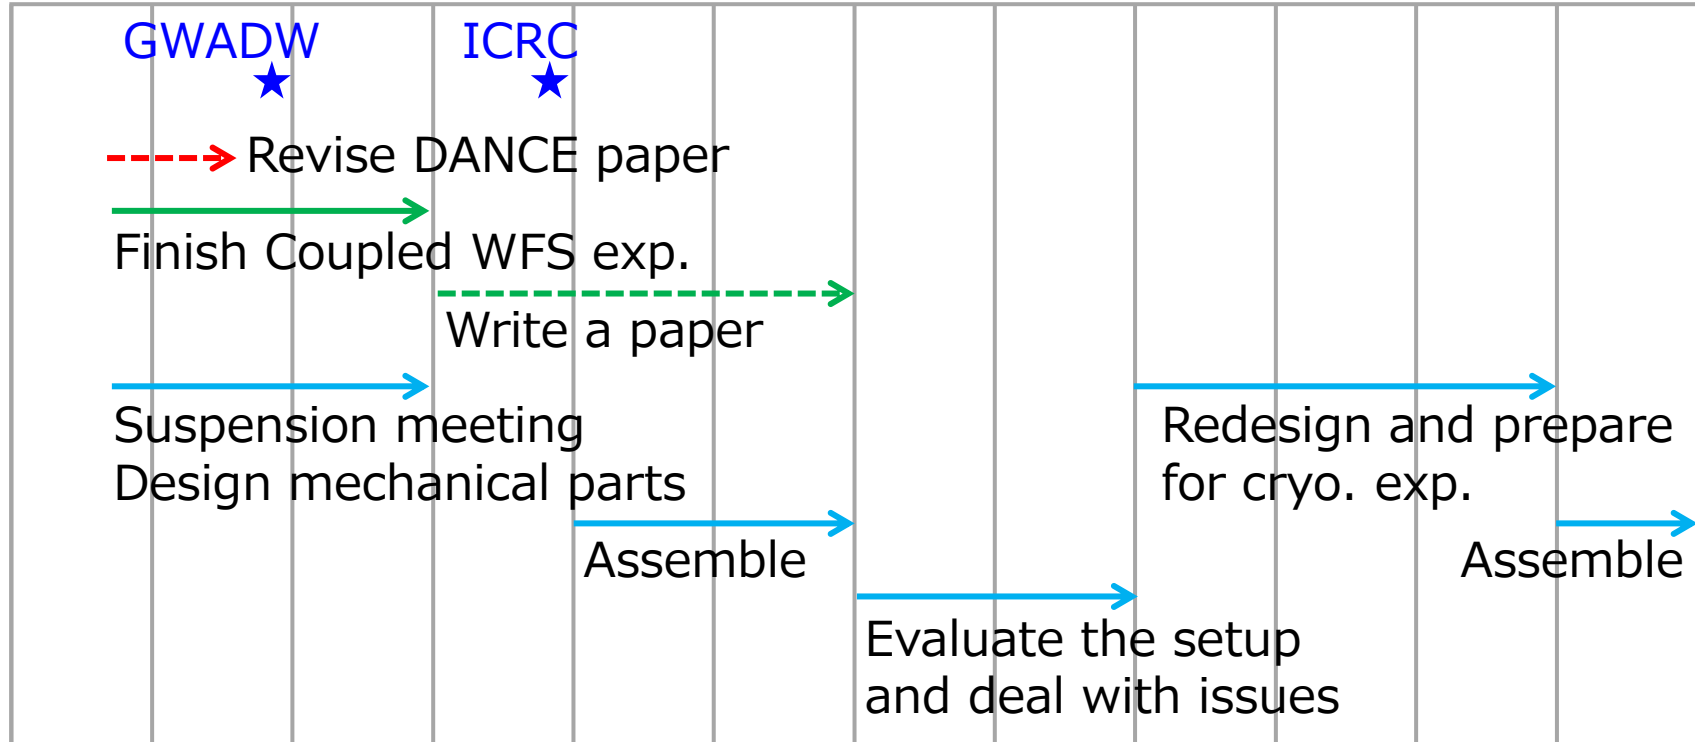 GWADW
ICRC
Revise DANCE paper
Finish Coupled WFS exp.
Write a paper
Suspension meeting
Design mechanical parts
Redesign and prepare
for cryo. exp.
Assemble
Assemble
Evaluate the setup
and deal with issues